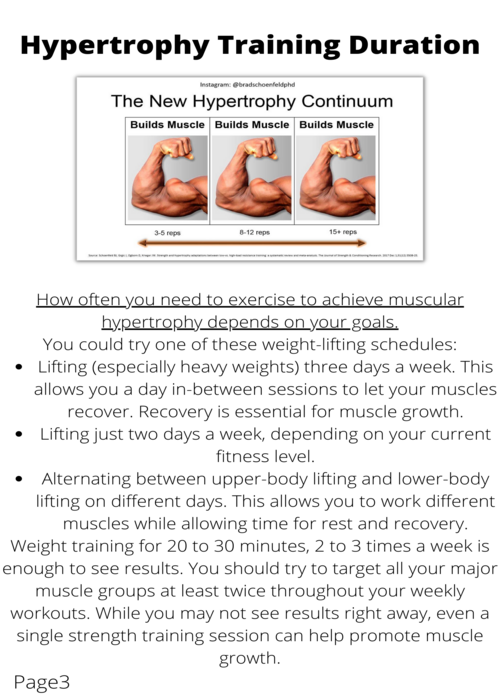 Hypertrophy Training Duration
Instagram: @bradschoenfeldphd
The New Hypertrophy Continuum
Builds Muscle Builds Muscle Builds Muscle
3-5 reps 8-12 reps 15+ reps
How often you need to exercise to achieve muscular
hypertrophy depends on your goals.
You could try one of these weight-lifting schedules:
• Lifting (especially heavy weights) three days a week. This
allows you a day in-between sessions to let your muscles
recover. Recovery is essential for muscle growth.
• Lifting just two days a week, depending on your current
fitness level.
• Alternating between upper-body lifting and lower-body
lifting on different days. This allows you to work different
muscles while allowing time for rest and recovery.
Weight training for 20 to 30 minutes, 2 to 3 times a week is
enough to see results. You should try to target all your major
muscle groups at least twice throughout your weekly
workouts. While you may not see results right away, even a
single strength training session can help promote muscle
growth.
Page3